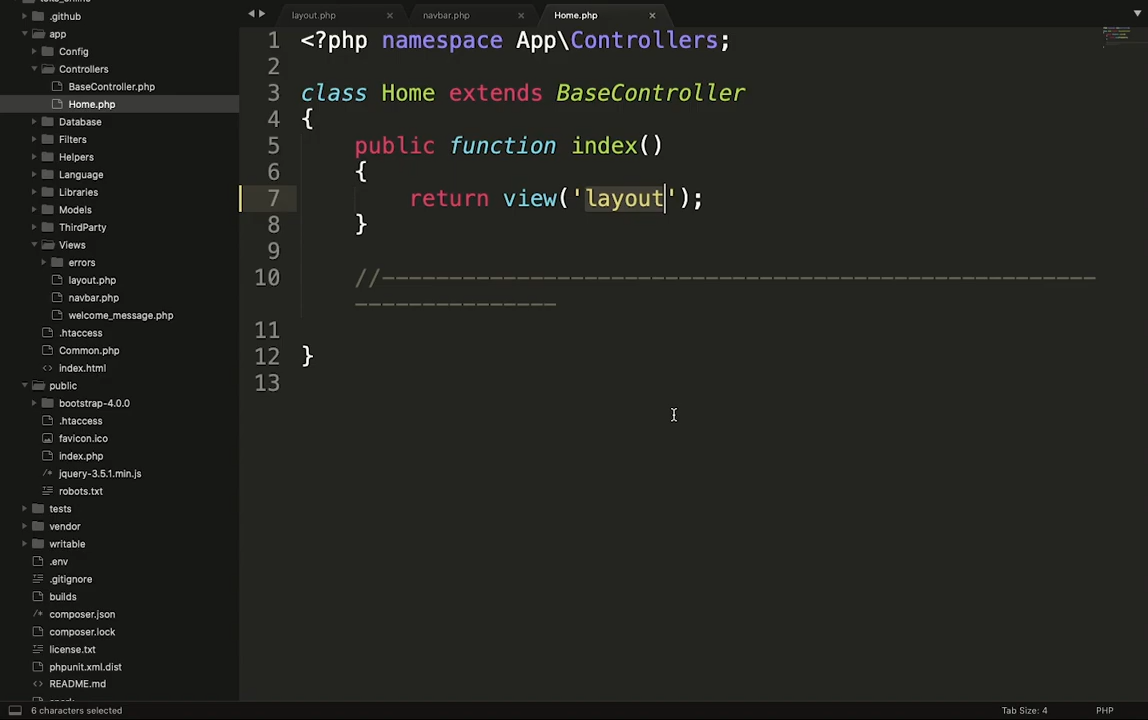 .github
app
Config
Controllers
BaseController.php
Home.php
Database
Filters
Helpers
Language
Libraries
Models
ThirdParty
Views
errors
layout.php
navbar.php
welcome_message.php
.htaccess
Common.php
<> index.html
public
bootstrap-4.0.0
.htaccess
favicon.ico
index.php
/* jquery-3.5.1.min.js
robots.txt
tests
vendor
writable
.env
.gitignore
builds
/* composer.json
composer.lock
license.txt
phpunit.xml.dist
<> README.md
layout.php ×
navbar.php ×
Home.php ×
1 <?php namespace App\Controllers;
2
3 class Home extends BaseController
4 {
5 public function index()
6 {
7 return view('layout');
8 }
9
10 //-----------------------------------------------------
---------------
11
12 }
13
6 characters selected
Tab Size: 4
PHP